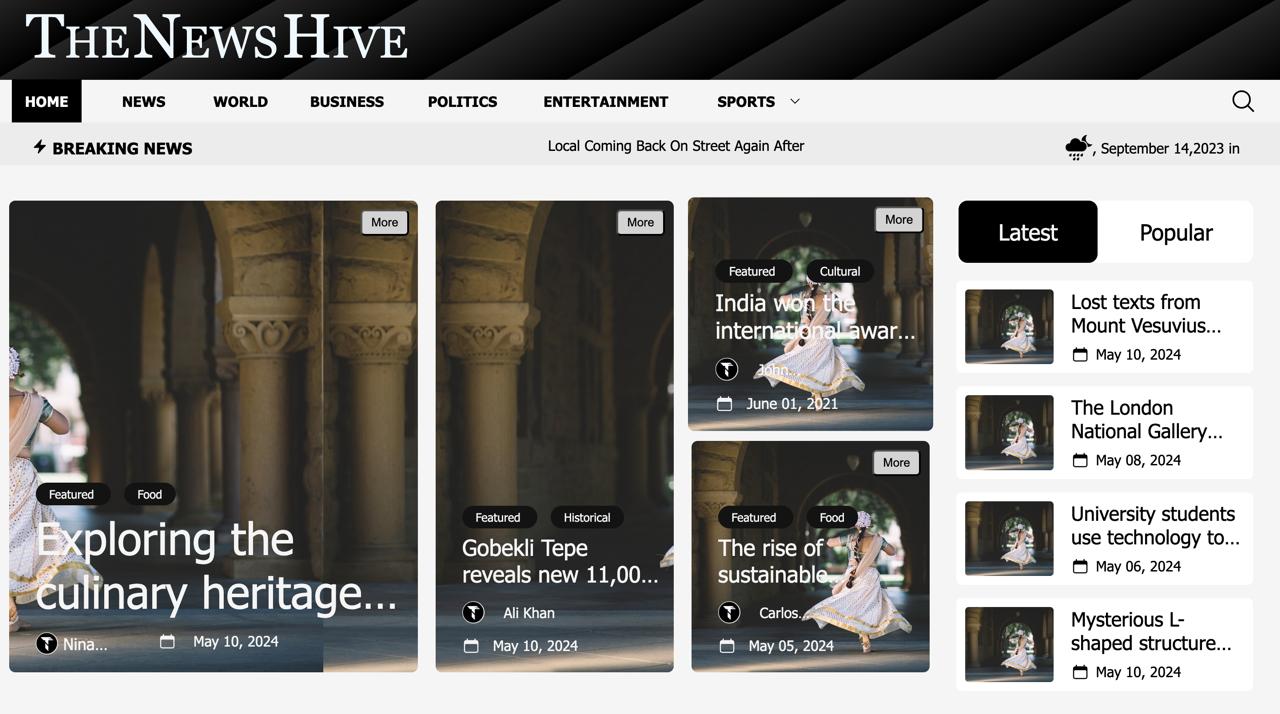 THE NEWS HIVE
HOME NEWS WORLD BUSINESS POLITICS ENTERTAINMENT SPORTS
BREAKING NEWS
Local Coming Back On Street Again After
, September 14,2023 in
More
Featured Food
Exploring the
culinary heritage...
Nina... May 10, 2024
More
Featured Historical
Gobekli Tepe
reveals new 11,00...
Ali Khan
May 10, 2024
More
Featured Cultural
India won the
international awar...
John...
June 01, 2021
More
Featured Food
The rise of
sustainable...
Carlos...
May 05, 2024
Latest Popular
Lost texts from
Mount Vesuvius...
May 10, 2024
The London
National Gallery...
May 08, 2024
University students
use technology to...
May 06, 2024
Mysterious L-
shaped structure...
May 10, 2024